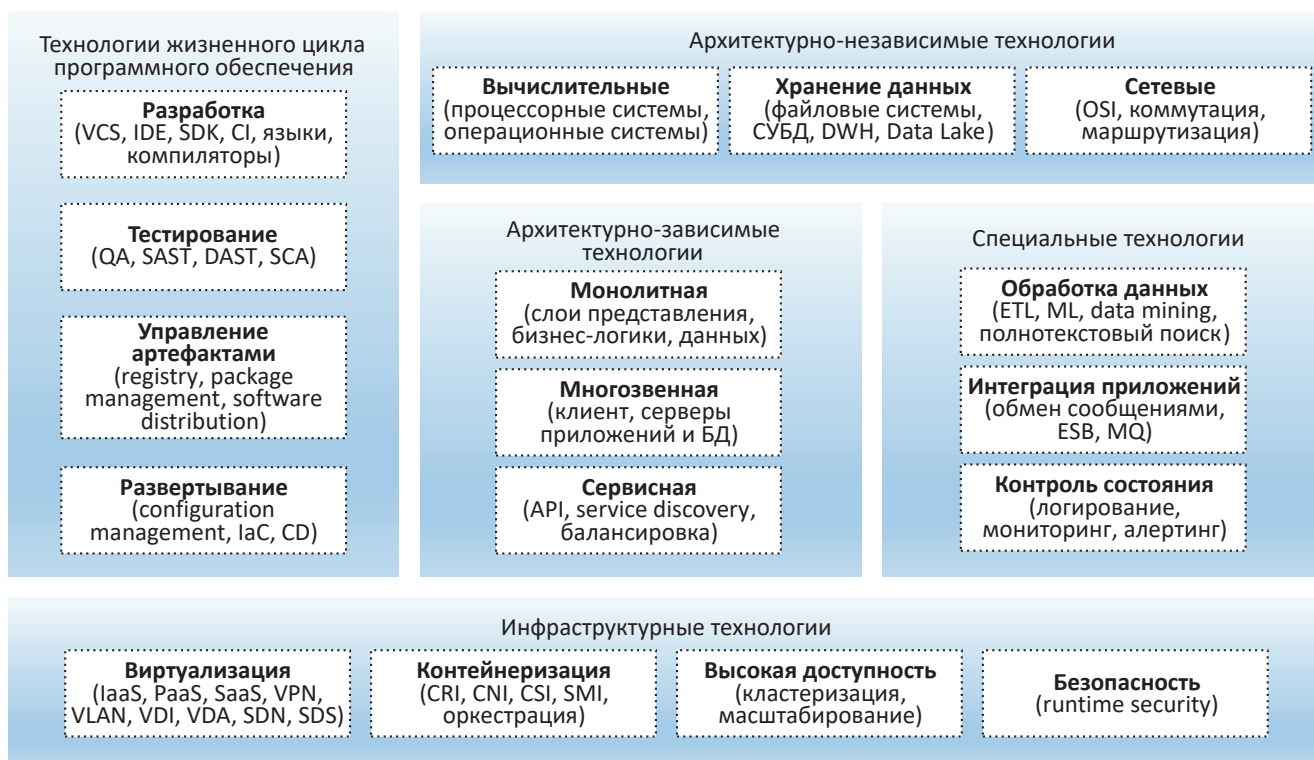 Технологии жизненного цикла
программного обеспечения
Разработка
(VCS, IDE, SDK, CI, языки,
компиляторы)
Тестирование
(QA, SAST, DAST, SCA)
Управление
артефактами
(registry, package
management, software
distribution)
Развертывание
(configuration
management, IaC, CD)
Архитектурно-независимые технологии
Вычислительные
(процессорные системы,
операционные системы)
Хранение данных
(файловые системы,
СУБД, DWH, Data Lake)
Сетевые
(OSI, коммутация,
маршрутизация)
Архитектурно-зависимые
технологии
Монолитная
(слои представления,
бизнес-логики, данных)
Многозвенная
(клиент, серверы
приложений и БД)
Сервисная
(API, service discovery,
балансировка)
Специальные технологии
Обработка данных
(ETL, ML, data mining,
полнотекстовый поиск)
Интеграция приложений
(обмен сообщениями,
ESB, MQ)
Контроль состояния
(логирование,
мониторинг, алертинг)
Инфраструктурные технологии
Виртуализация
(IaaS, PaaS, SaaS, VPN,
VLAN, VDI, VDA, SDN, SDS)
Контейнеризация
(CRI, CNI, CSI, SMI,
оркестрация)
Высокая доступность
(кластеризация,
масштабирование)
Безопасность
(runtime security)